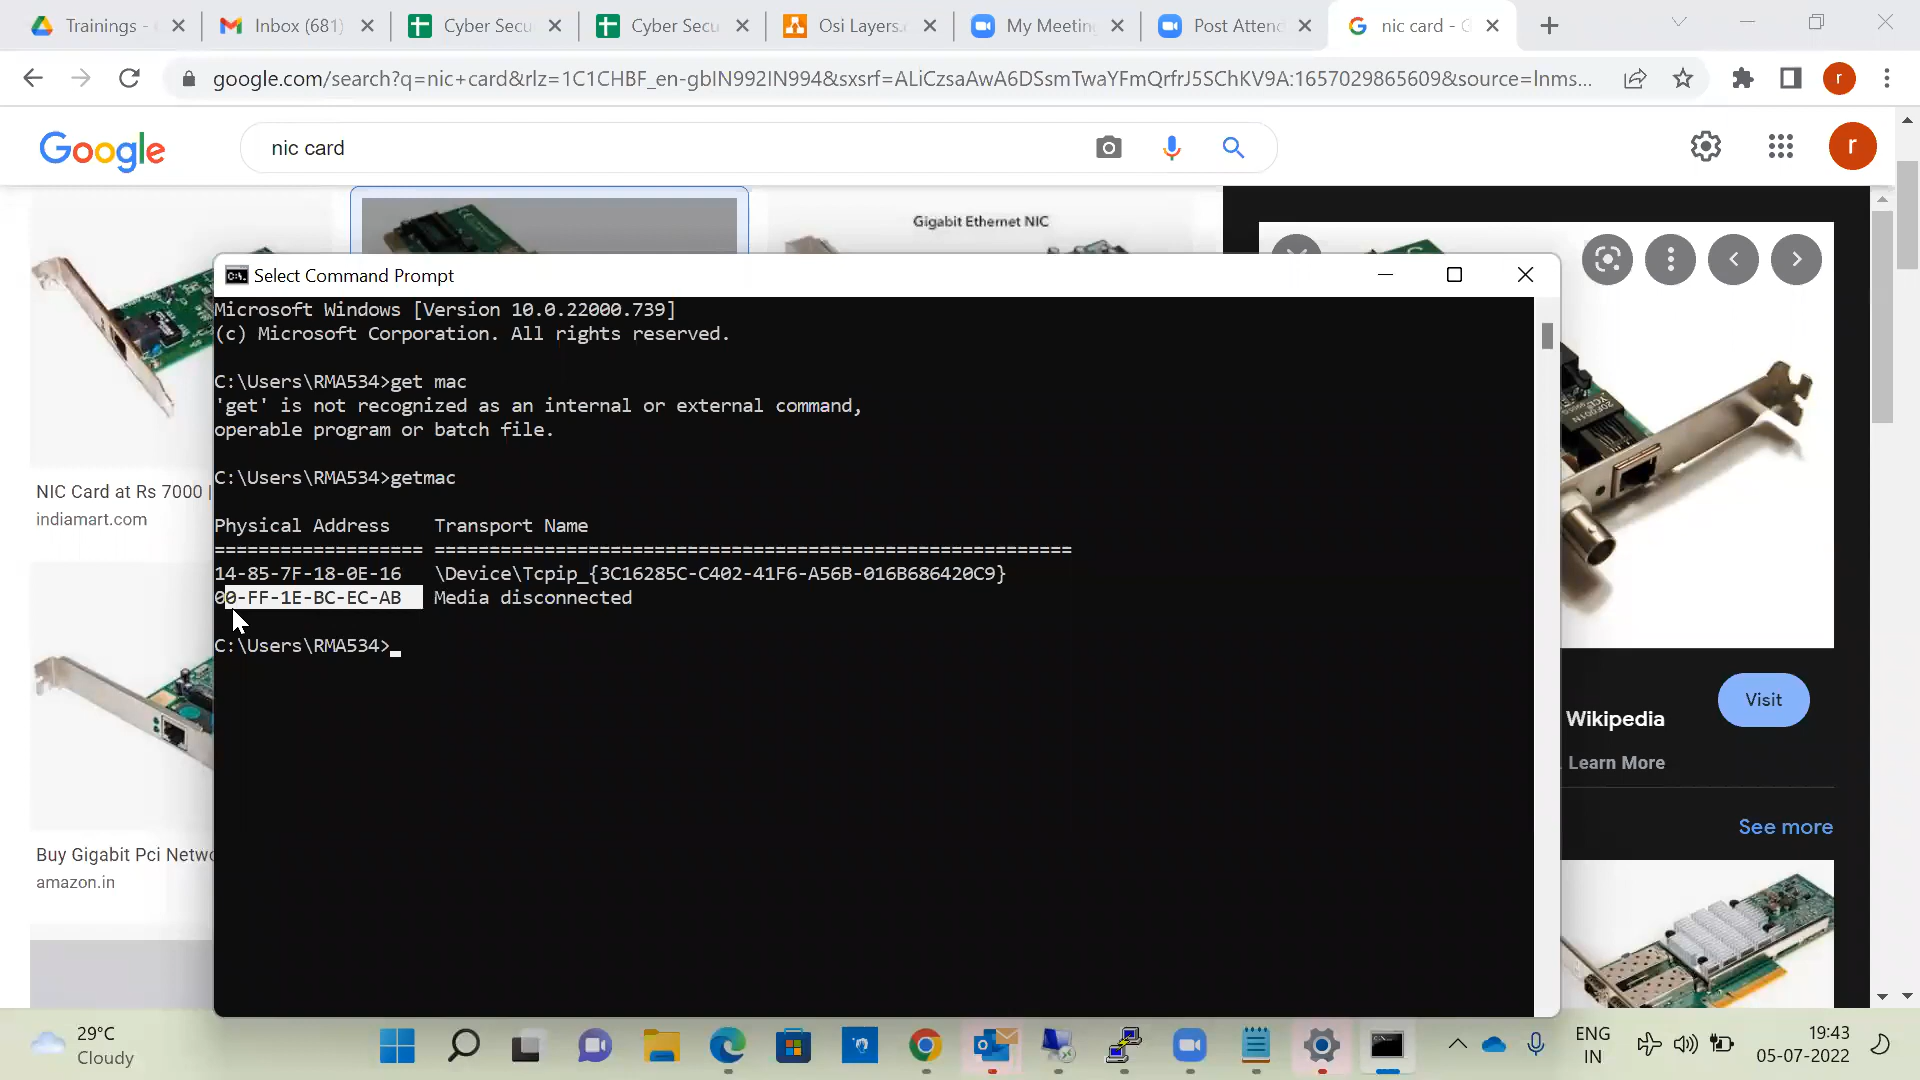 Trainings -
Inbox (681)
Cyber Secu
Cyber Secu
Osi Layers.
My Meeting
Post Attend
nic card - G
google.com/search?q=nic+card&rlz=1C1CHBF_en-gbIN992IN994&sxsrf=ALiCzsaAwA6DSsmTwaYFmQrfrJ5SChKV9A:1657029865609&source=lnms...
r
Google
nic card
r
Gigabit Ethernet NIC
Select Command Prompt
Microsoft Windows [Version 10.0.22000.739]
(c) Microsoft Corporation. All rights reserved.
C:\Users\RMA534>get mac
'get' is not recognized as an internal or external command,
operable program or batch file.
C:\Users\RMA534>getmac
Physical Address    Transport Name
=================== ==========================================================
14-85-7F-18-0E-16   \Device\Tcpip_{3C16285C-C402-41F6-A56B-016B686420C9}
00-FF-1E-BC-EC-AB   Media disconnected
C:\Users\RMA534>
NIC Card at Rs 7000 |
indiamart.com
Buy Gigabit Pci Netwo
amazon.in
Visit
Wikipedia
Learn More
See more
29°C
Cloudy
ENG
IN
19:43
05-07-2022